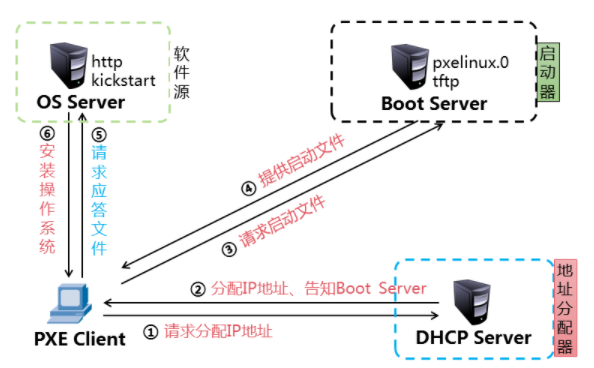 http
kickstart
OS Server
软件源
pxelinux.0
tftp
Boot Server
启动器
⑥ 安装操作系统
⑤ 请求应答文件
④ 提供启动文件
③ 请求启动文件
② 分配IP地址、告知Boot Server
① 请求分配IP地址
PXE Client
DHCP Server
地址分配器